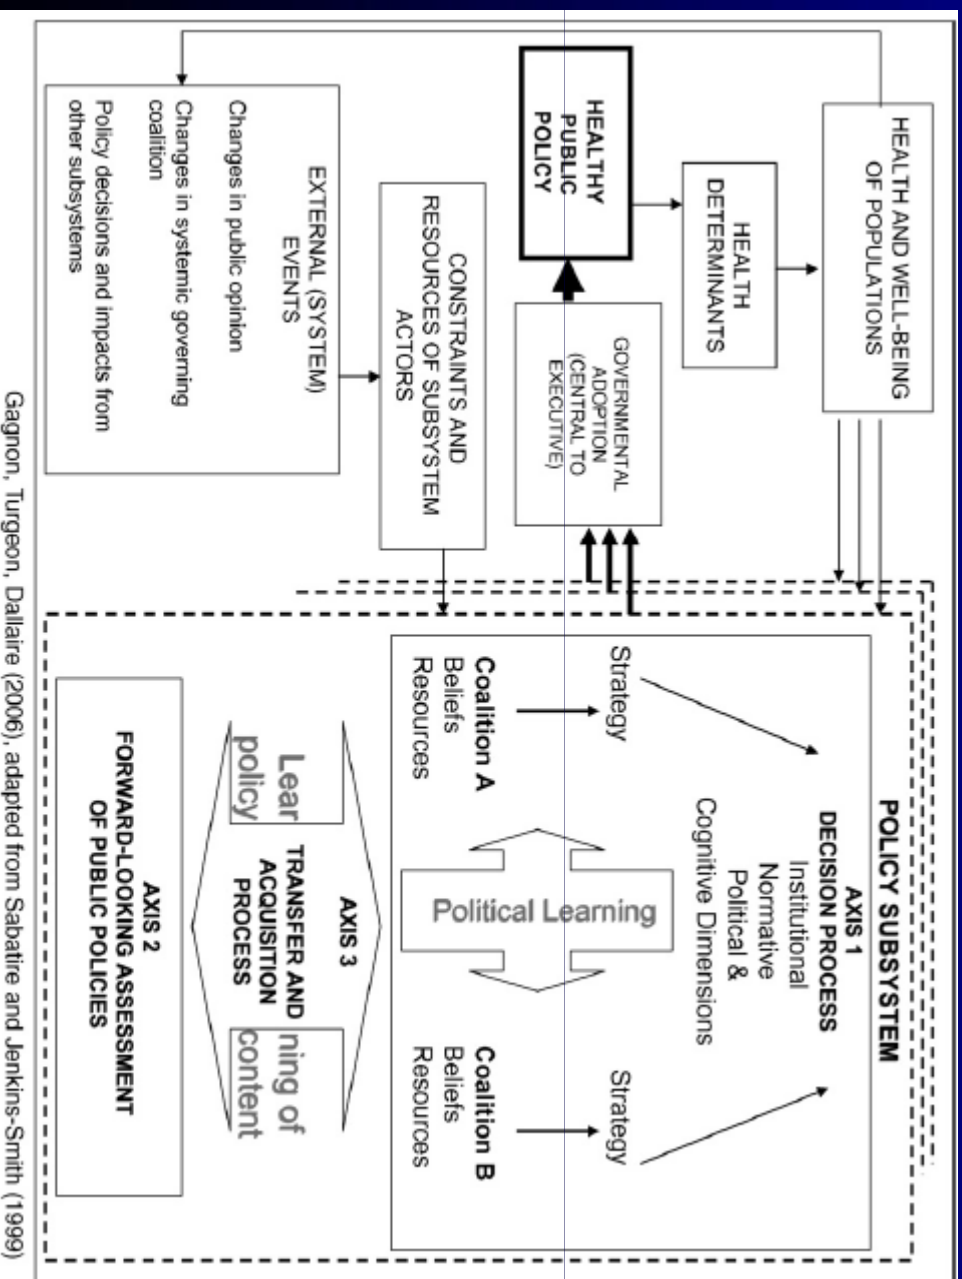 HEALTH AND WELL-BEING
OF POPULATIONS
HEALTH
DETERMINANTS
HEALTHY
PUBLIC
POLICY
GOVERNMENTAL
ADOPTION
(CENTRAL TO
EXECUTIVE)
CONSTRAINTS AND
RESOURCES OF SUBSYSTEM
ACTORS
EXTERNAL (SYSTEM)
EVENTS
Changes in public opinion
Changes in systemic governing
coalition
Policy decisions and impacts from
other subsystems
POLICY SUBSYSTEM
AXIS 1
DECISION PROCESS
Institutional
Normative
Political &
Cognitive Dimensions
Strategy
Strategy
Coalition A
Beliefs
Resources
Political Learning
Coalition B
Beliefs
Resources
AXIS 3
TRANSFER AND
ACQUISITION
PROCESS
Lear ning of
policy content
AXIS 2
FORWARD-LOOKING ASSESSMENT
OF PUBLIC POLICIES
Gagnon, Turgeon, Dallaire (2006), adapted from Sabatire and Jenkins-Smith (1999)